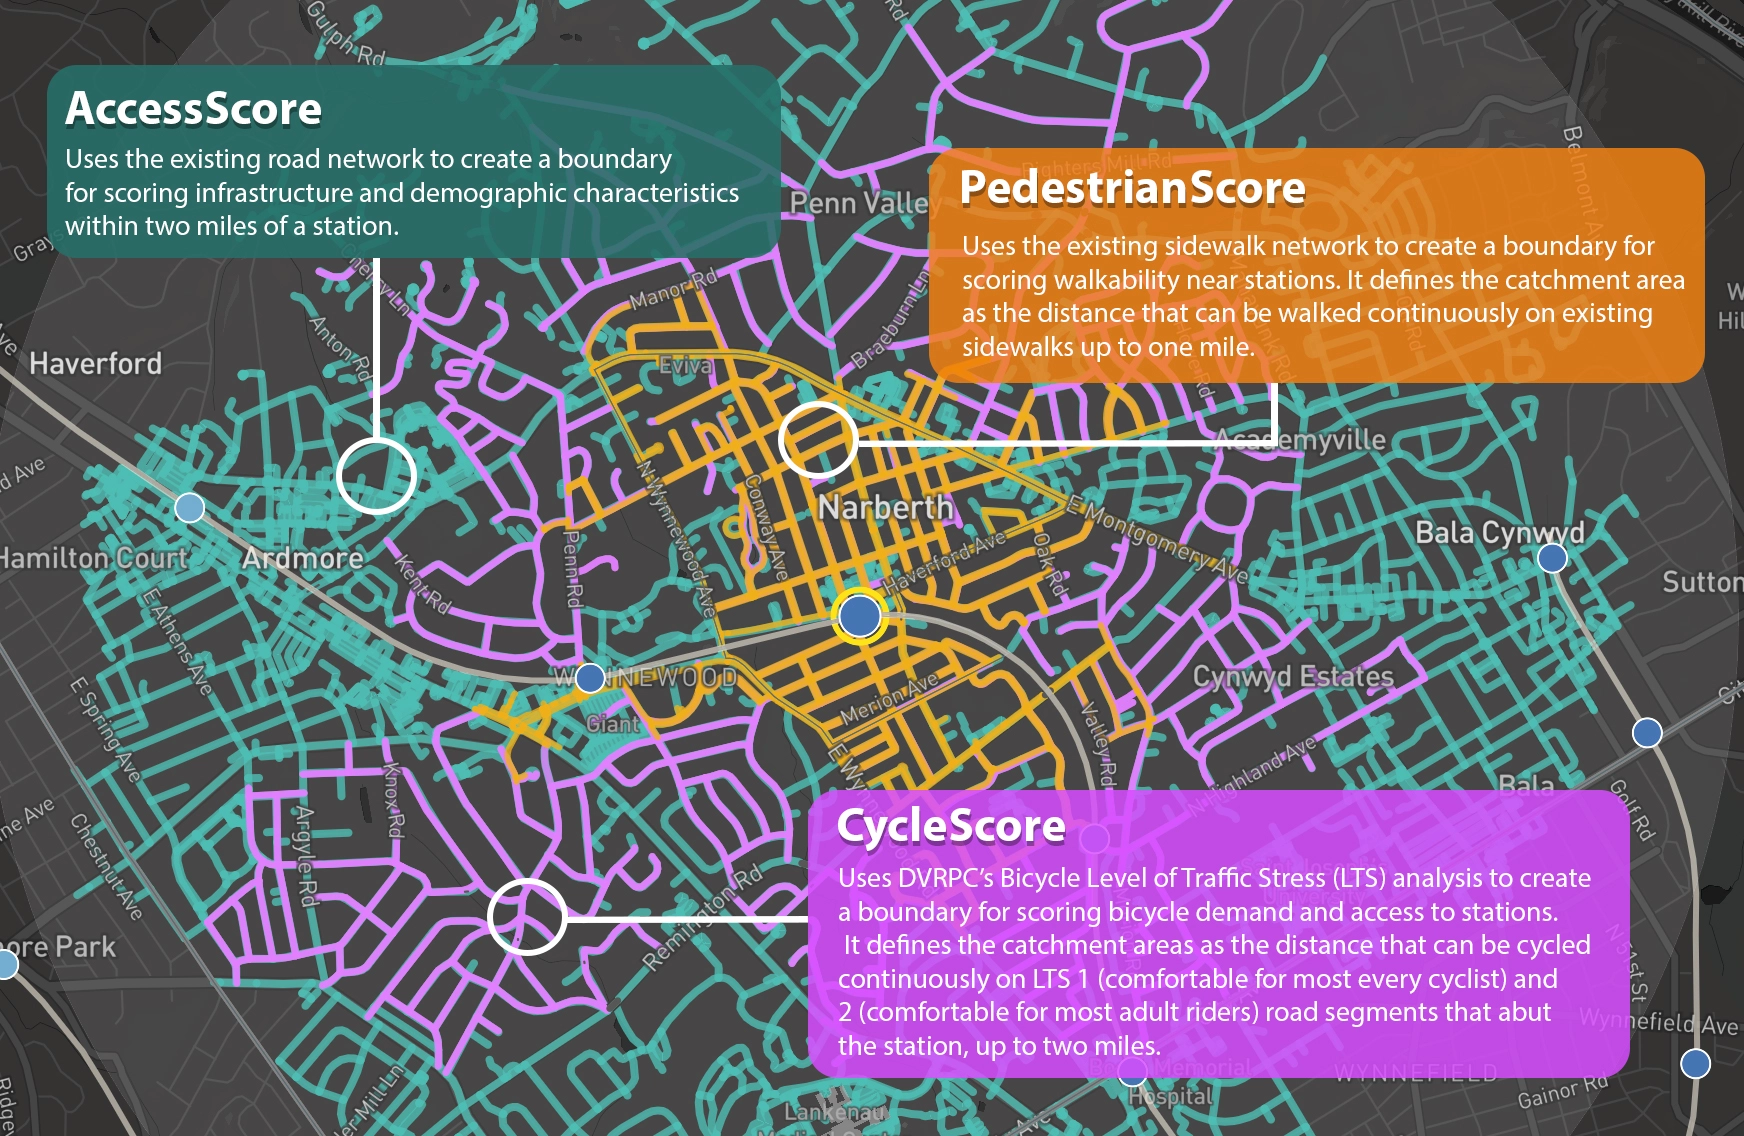 Gulph Rd
AccessScore
Uses the existing road network to create a boundary
for scoring infrastructure and demographic characteristics
within two miles of a station.
Penn Valley
Righters Mill Rd
Belmont A
PedestrianScore
Uses the existing sidewalk network to create a boundary for
scoring walkability near stations. It defines the catchment area
as the distance that can be walked continuously on existing
sidewalks up to one mile.
Grays
Cherry Ln
Manor Rd
Braeburn Ln
Anton Rd
Haverford
Eviva
Academyville
d Ave
N Wynnewood Ave
Conway Ave
Narberth
E Montgomery Ave
Bala Cynwyd
Hamilton Court
Ardmore
Kent Rd
Penn Rd
Haverford Ave
Oak Rd
Sutton
E Athens Ave
Cynwyd Estates
Merion Ave
Giant
E Spring Ave
Valley Rd
N Highland Ave
Bala
Golf Rd
Knox Rd
Argyle Rd
ne Ave
Chestnut Ave
CycleScore
Uses DVRPC's Bicycle Level of Traffic Stress (LTS) analysis to create
a boundary for scoring bicycle demand and access to stations.
It defines the catchment areas as the distance that can be cycled
continuously on LTS 1 (comfortable for most every cyclist) and
2 (comfortable for most adult riders) road segments that abut
the station, up to two miles.
Remington Rd
ore Park
N 51st St
Wynnefield Ave
WYNNEFIELD
Memorial
Hospital
Gainor Rd
er Mill Ln
Lankenau
Ave
Ridge